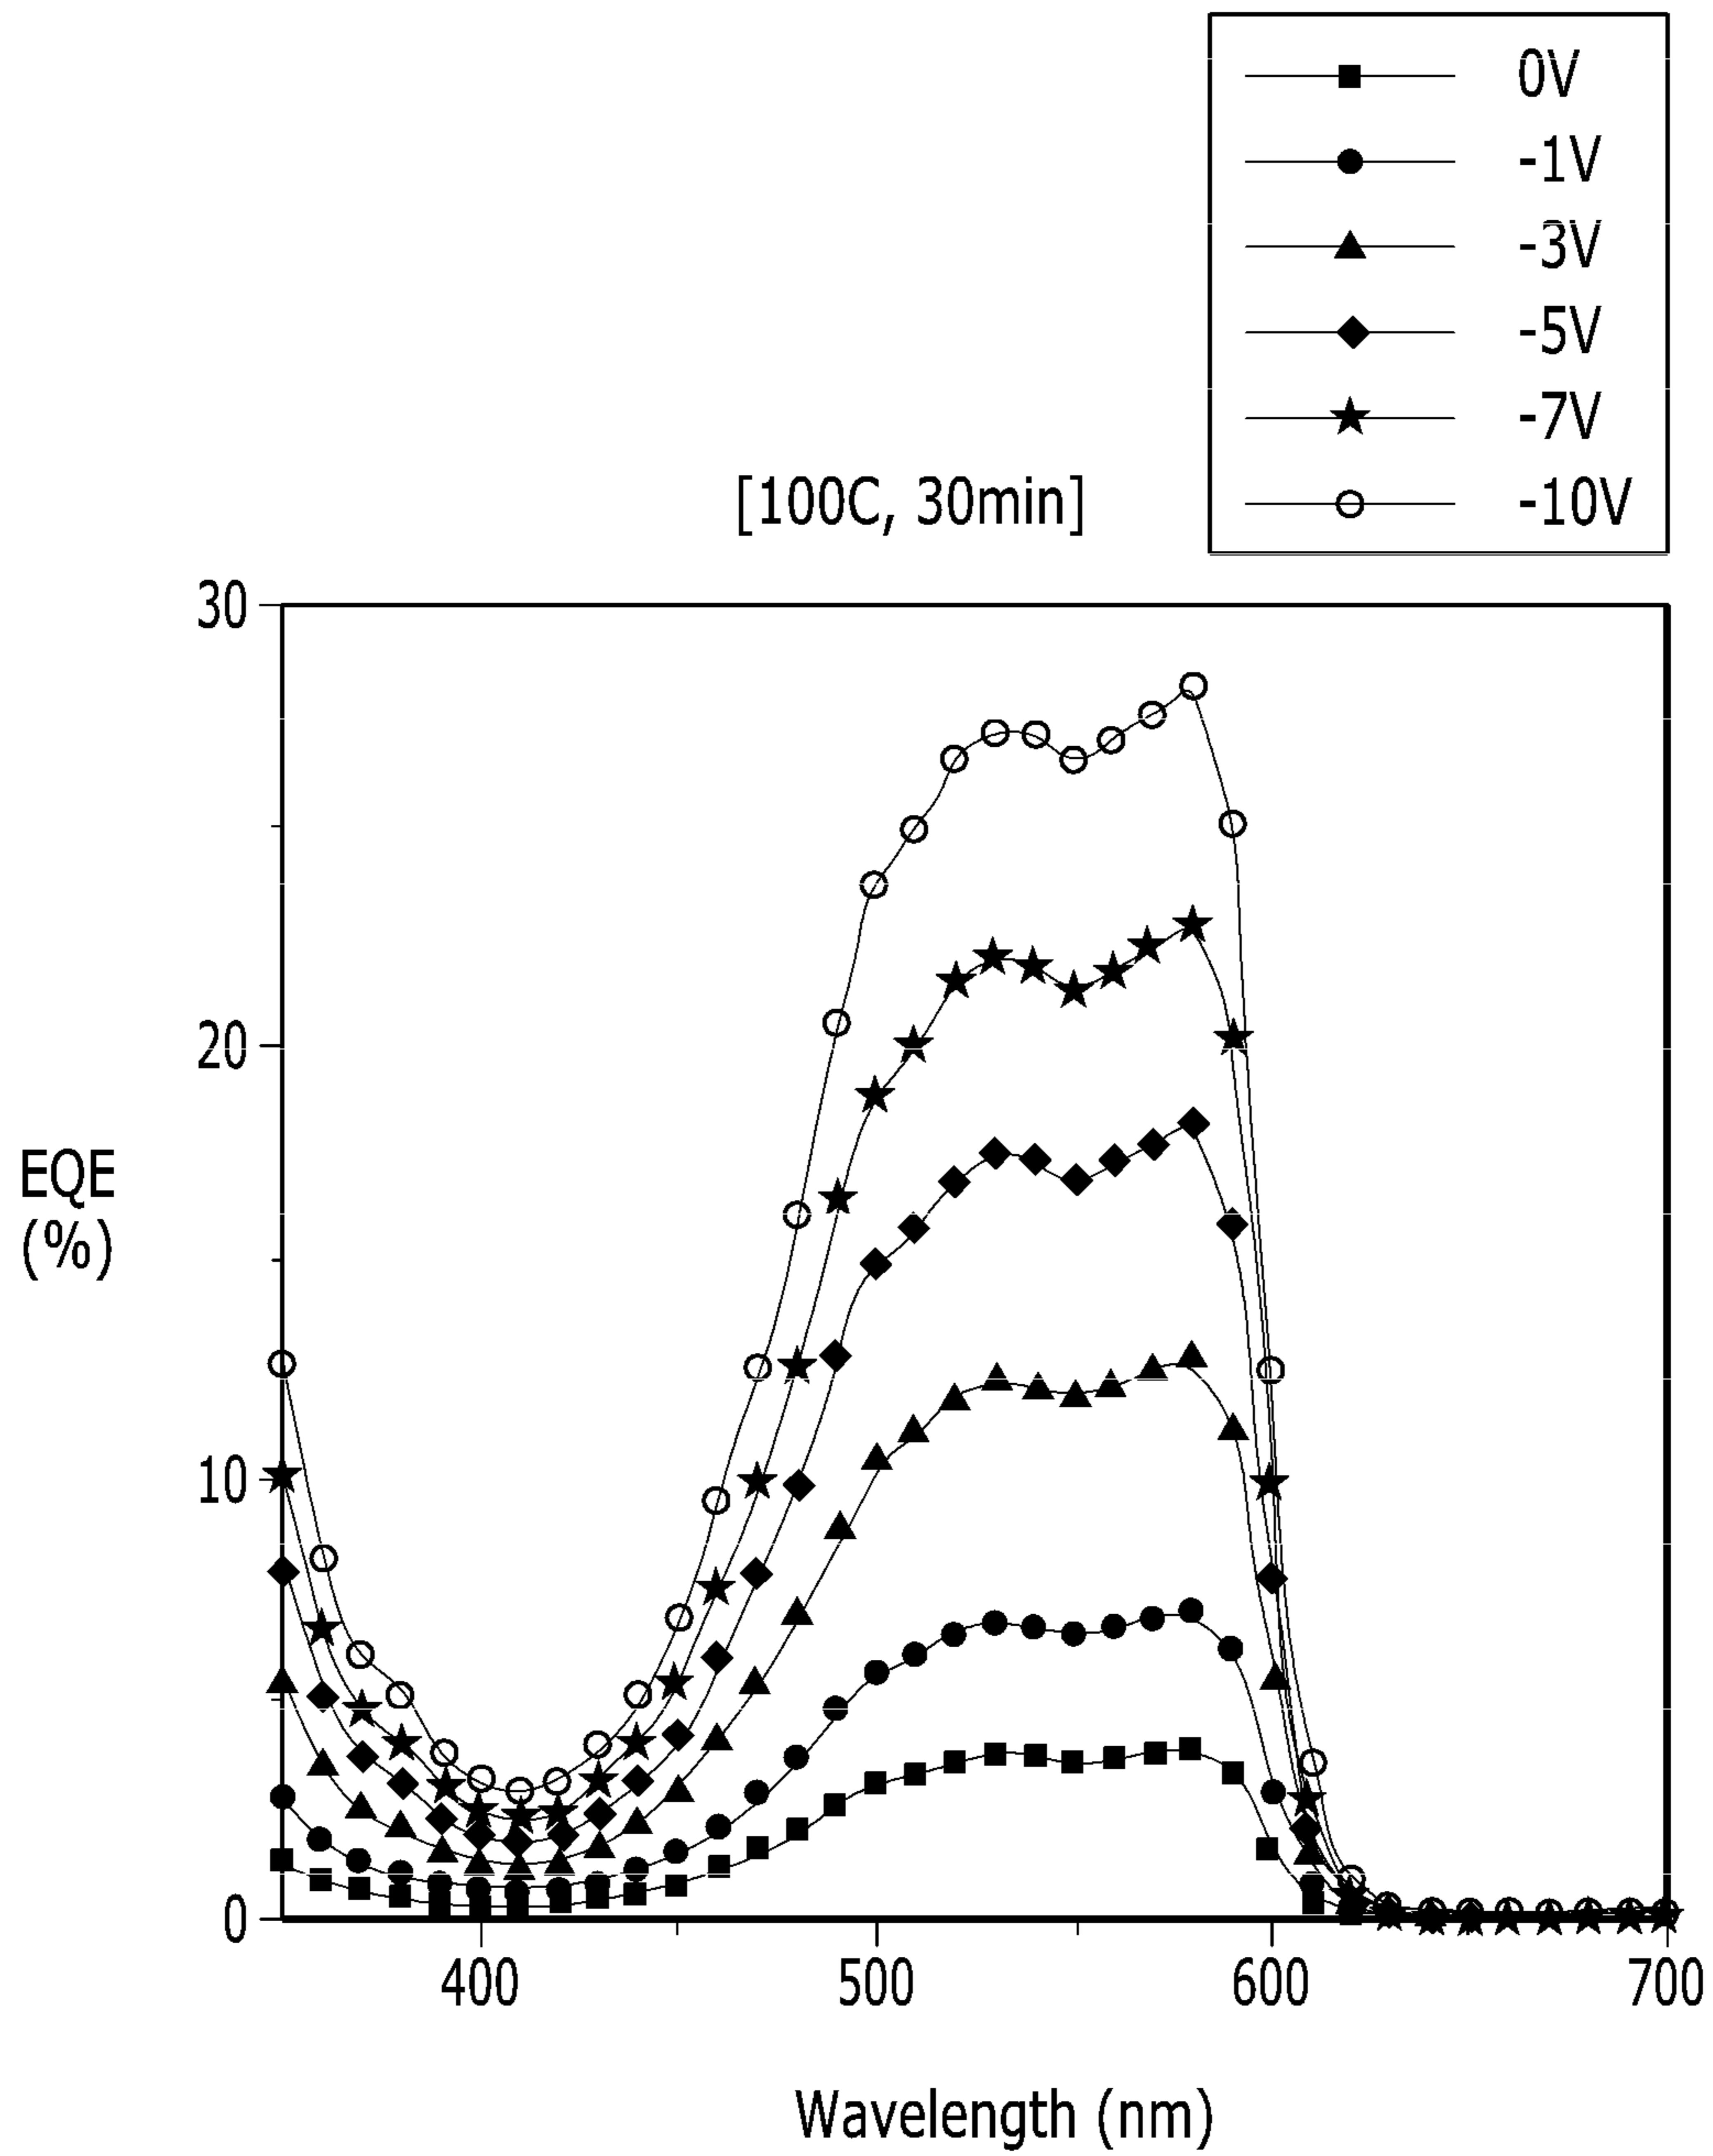 0V
-1V
-3V
-5V
-7V
-10V
[100C, 30min]
30
20
10
0
EQE
(%)
400 500 600 700
Wavelength (nm)